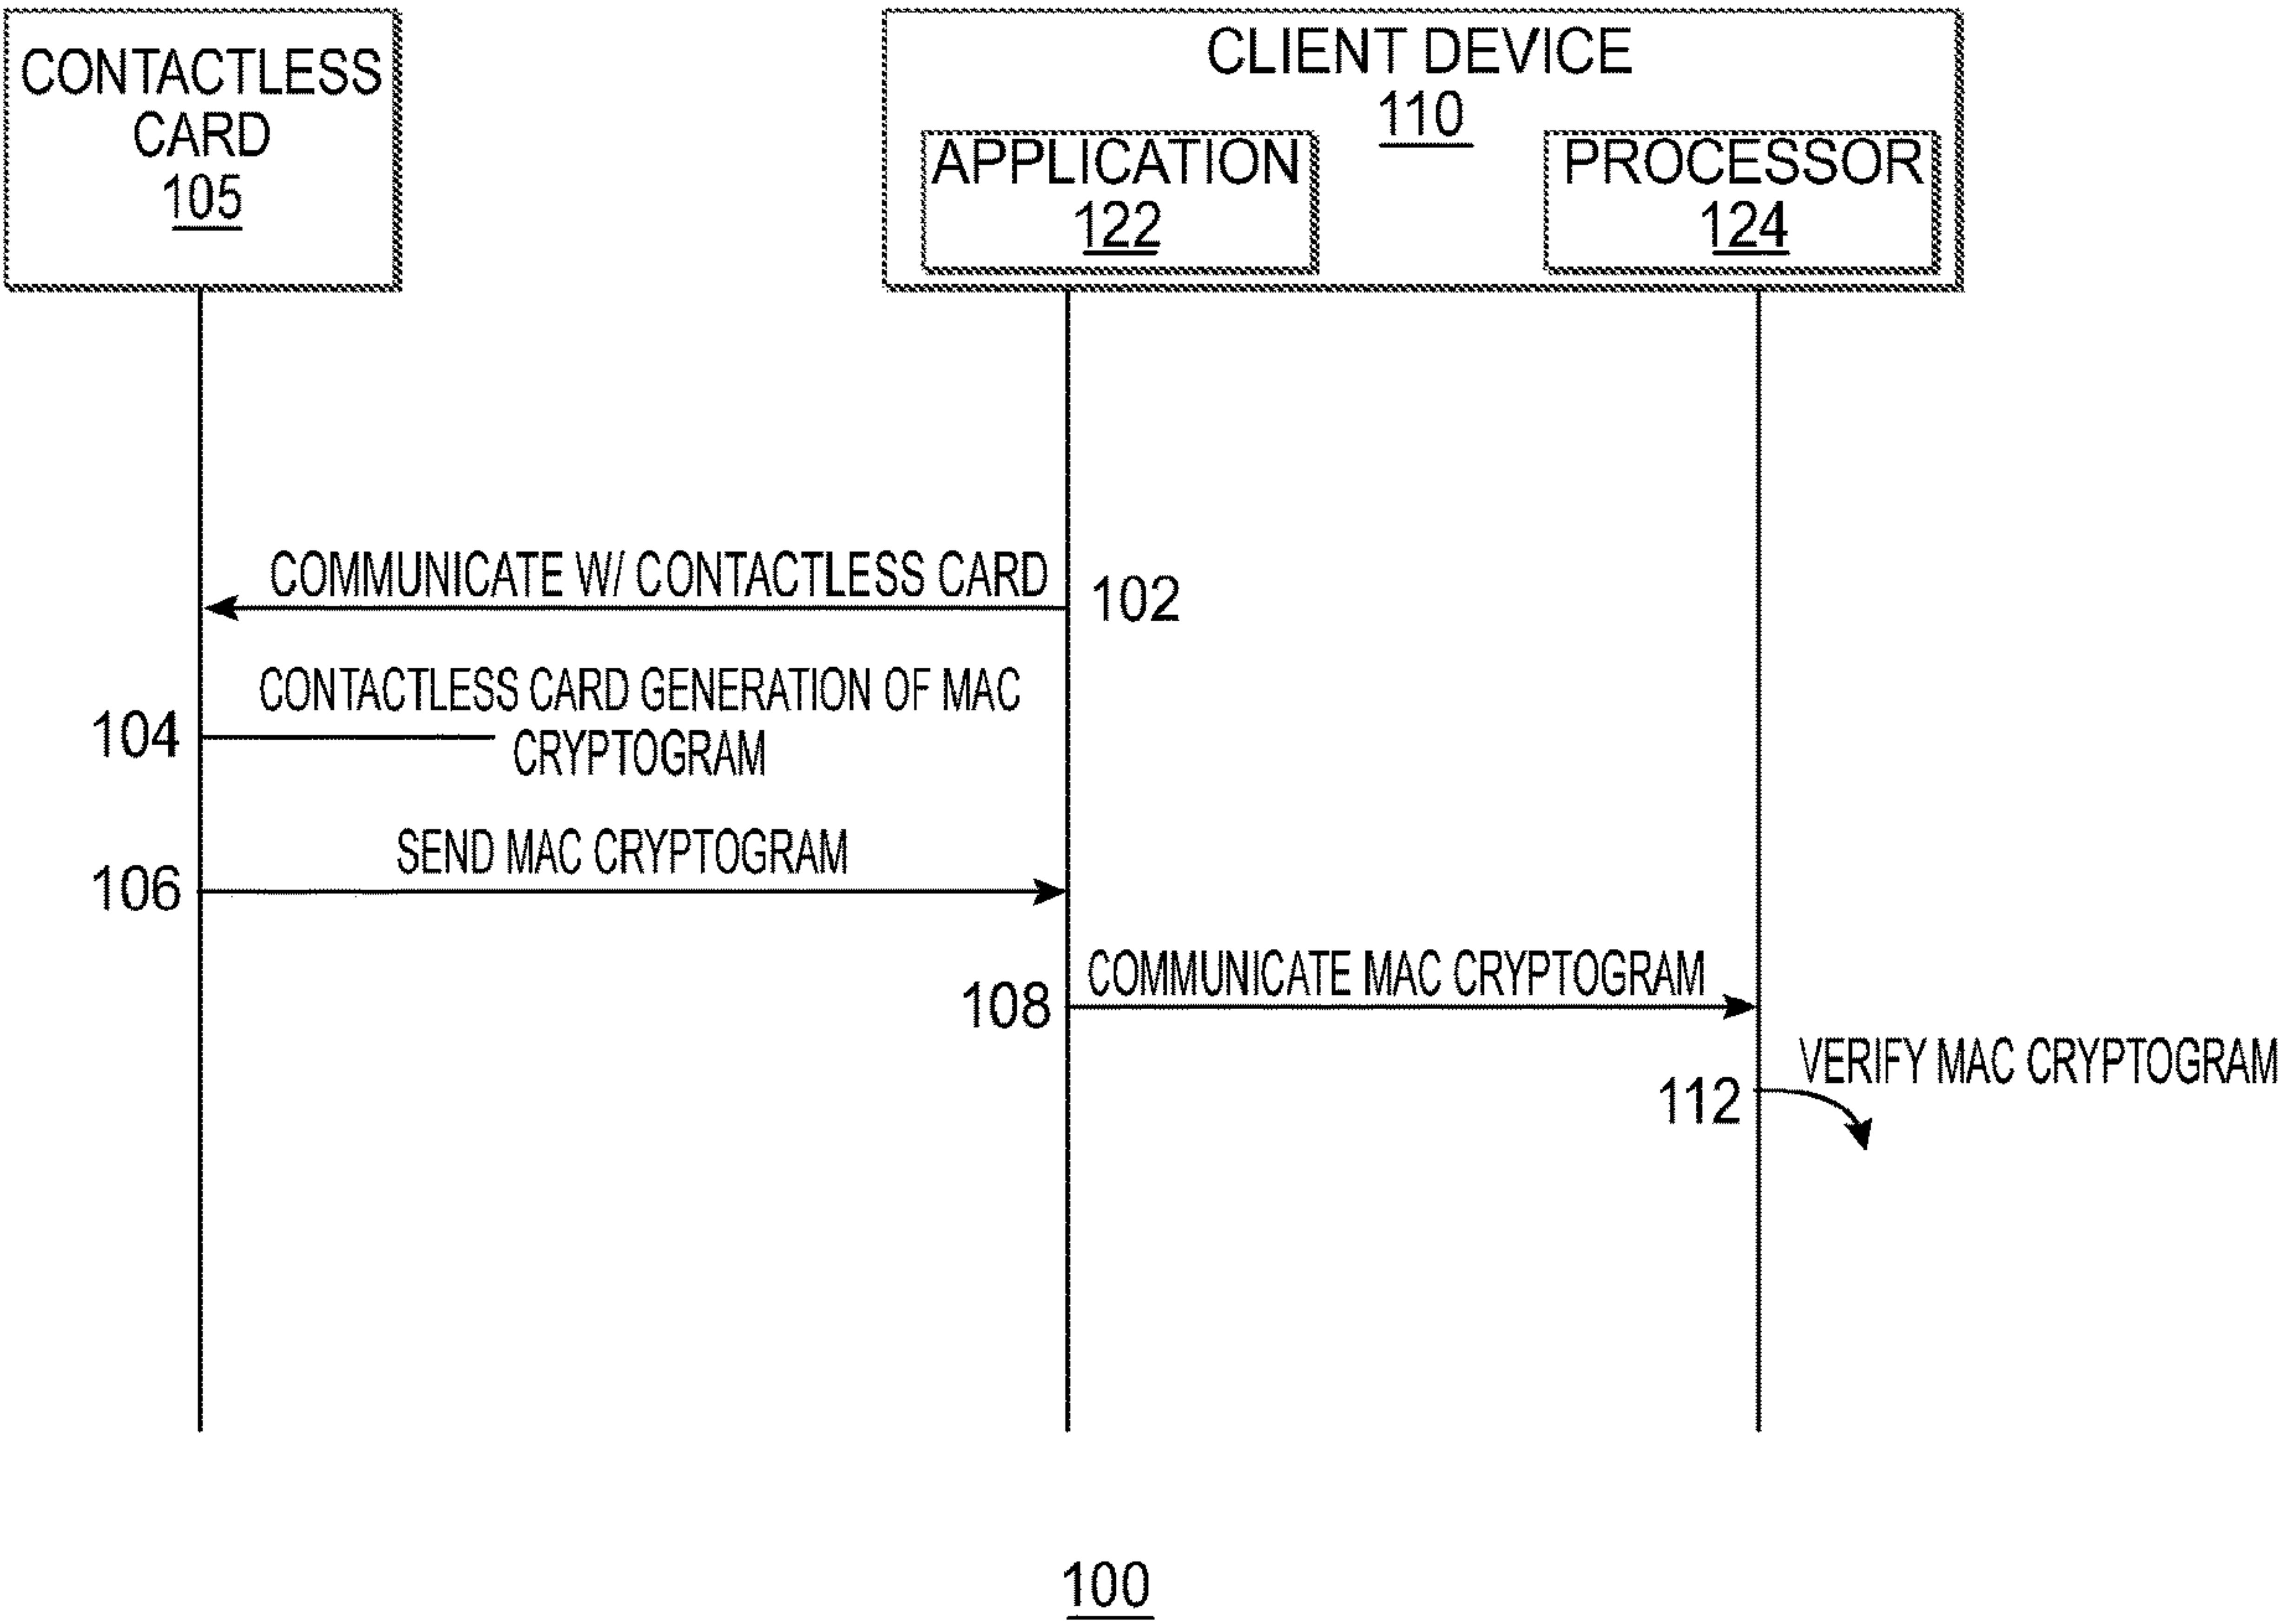 CONTACTLESS
CARD
105
CLIENT DEVICE
110
APPLICATION
122
PROCESSOR
124
COMMUNICATE W/ CONTACTLESS CARD
102
CONTACTLESS CARD GENERATION OF MAC
104
CRYPTOGRAM
SEND MAC CRYPTOGRAM
106
COMMUNICATE MAC CRYPTOGRAM
108
VERIFY MAC CRYPTOGRAM
112
100